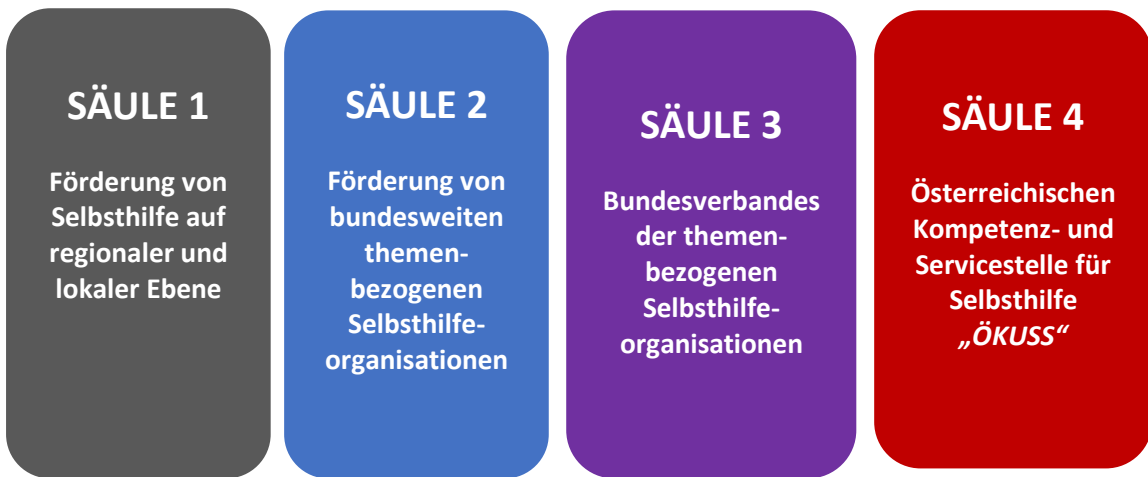 SÄULE 1
Förderung von
Selbsthilfe auf
regionaler und
lokaler Ebene
SÄULE 2
Förderung von
bundesweiten
themen-
bezogenen
Selbsthilfe-
organisationen
SÄULE 3
Bundesverbandes
der themen-
bezogenen
Selbsthilfe-
organisationen
SÄULE 4
Österreichischen
Kompetenz- und
Servicestelle für
Selbsthilfe
„ÖKUSS“